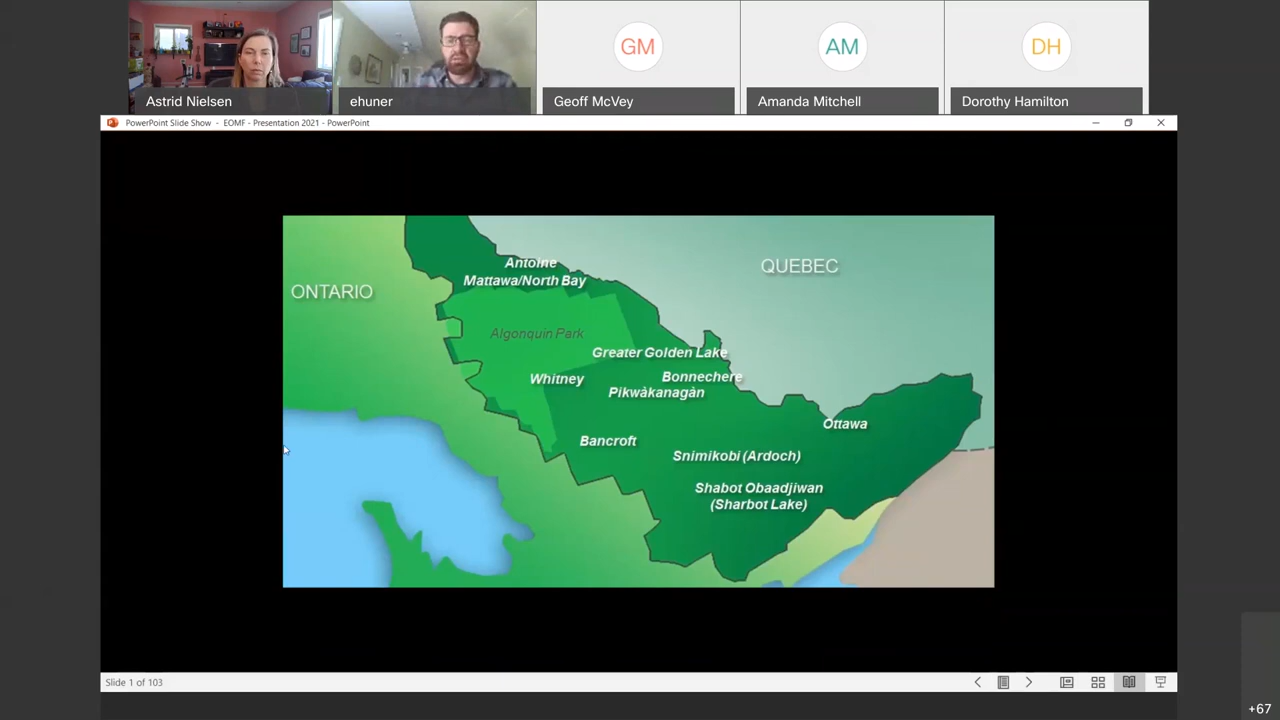 GM
AM
DH
Astrid Nielsen
ehuner
Geoff McVey
Amanda Mitchell
Dorothy Hamilton
PowerPoint Slide Show - EOMF - Presentation 2021 - PowerPoint
Antoine
Mattawa/North Bay
QUEBEC
ONTARIO
Algonquin Park
Greater Golden Lake
Whitney
Bonnechere
Pikwàkanagàn
Ottawa
Bancroft
Snimikobi (Ardoch)
Shabot Obaadjiwan
(Sharbot Lake)
Slide 1 of 103
+67